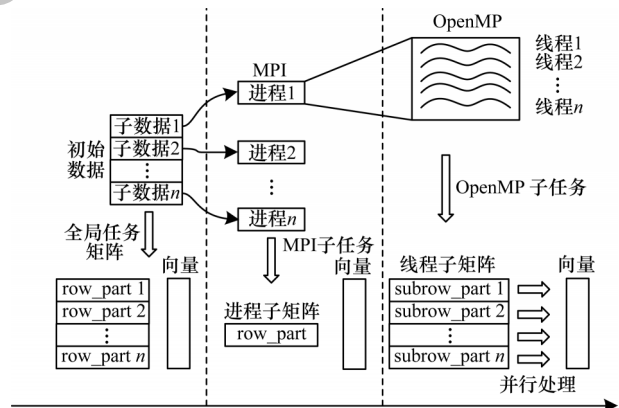 OpenMP
线程1
线程2
⋮
线程n
MPI
进程1
进程2
⋮
进程n
初始
数据
子数据1
子数据2
⋮
子数据n
OpenMP 子任务
全局任务
矩阵
MPI子任务
向量
row_part 1
row_part 2
⋮
row_part n
向量
进程子矩阵
row_part
线程子矩阵
向量
subrow_part 1
subrow_part 2
⋮
subrow_part n
并行处理